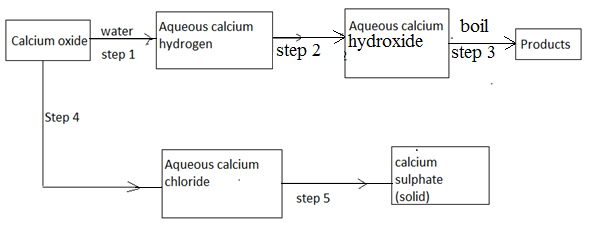 Calcium oxide
water
step 1
Aqueous calcium
hydrogen
step 2
Aqueous calcium
hydroxide
boil
step 3
Products
Step 4
Aqueous calcium
chloride
step 5
calcium
sulphate
(solid)